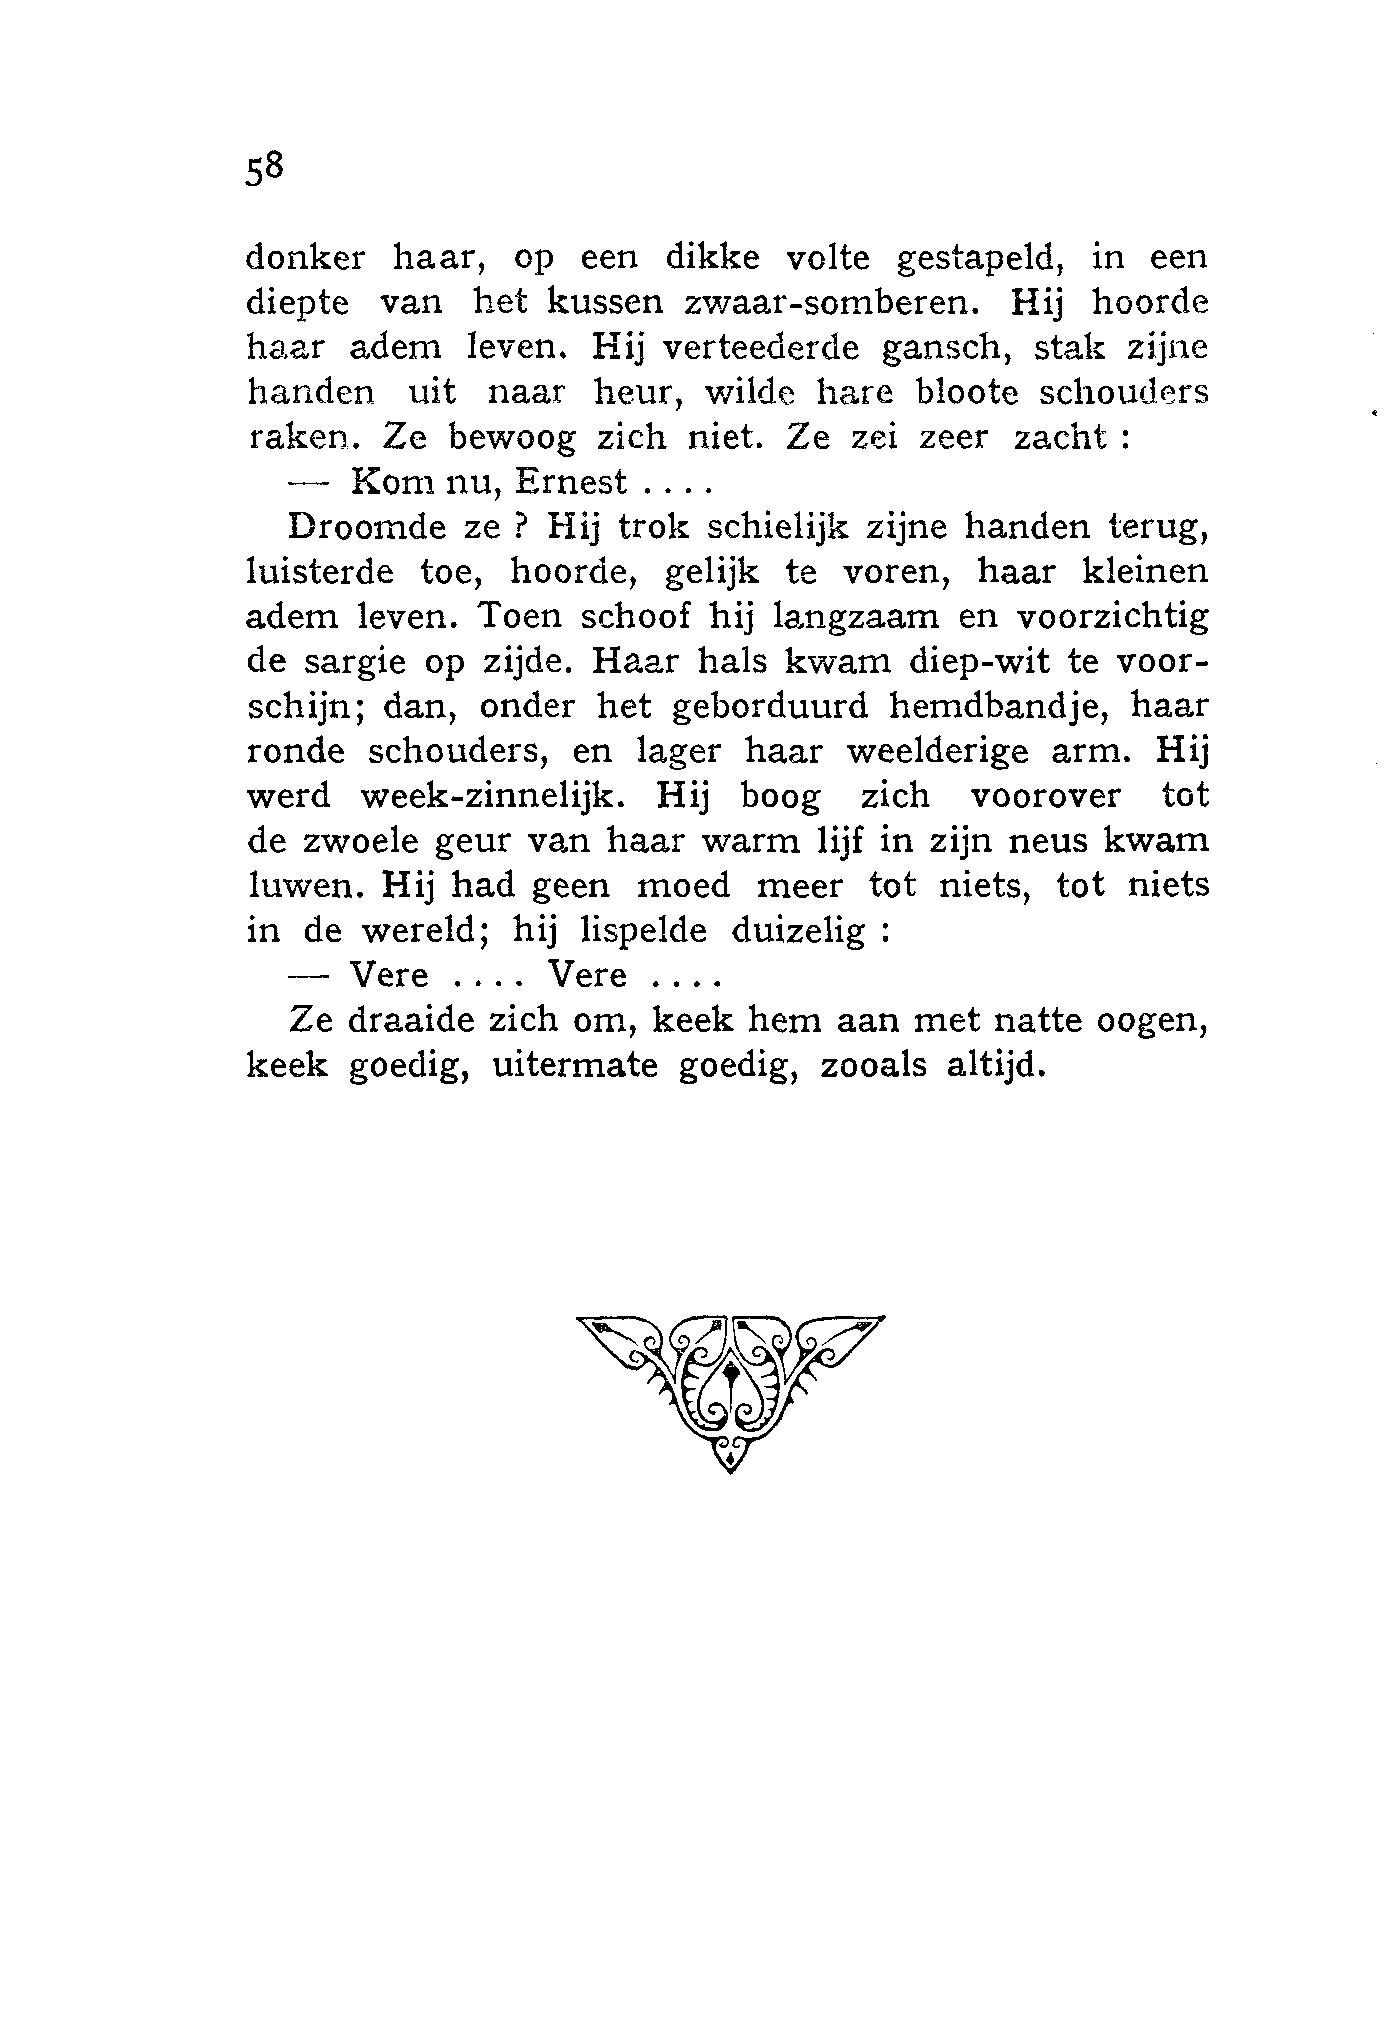 58
donker haar, op een dikke volte gestapeld, in een
diepte van het kussen zwaar-somberen. Hij hoorde
haar adem leven. Hij verteederde gansch, stak zijne
handen uit naar heur, wilde hare bloote schouders
raken. Ze bewoog zich niet. Ze zei zeer zacht :
— Kom nu, Ernest . . . .
Droomde ze ? Hij trok schielijk zijne handen terug,
luisterde toe, hoorde, gelijk te voren, haar kleinen
adem leven. Toen schoof hij langzaam en voorzichtig
de sargie op zijde. Haar hals kwam diep-wit te voor-
schijn; dan, onder het geborduurd hemdbandje, haar
ronde schouders, en lager haar weelderige arm. Hij
werd week-zinnelijk. Hij boog zich voorover tot
de zwoele geur van haar warm lijf in zijn neus kwam
luwen. Hij had geen moed meer tot niets, tot niets
in de wereld; hij lispelde duizelig :
— Vere . . . . Vere . . . .
Ze draaide zich om, keek hem aan met natte oogen,
keek goedig, uitermate goedig, zooals altijd.